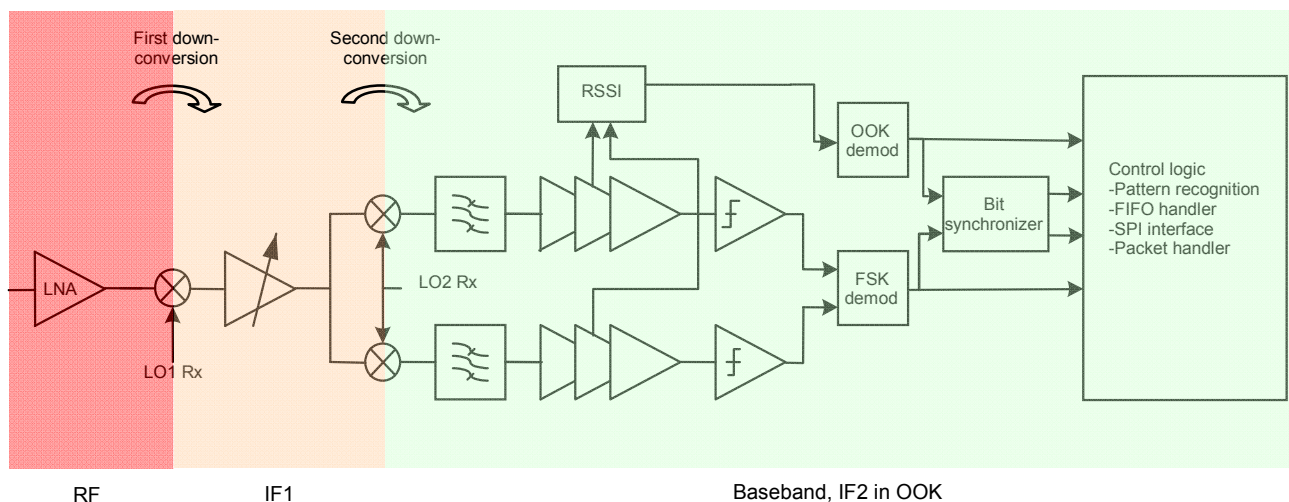 First down-
conversion
Second down-
conversion
RSSI
OOK
demod
Control logic
-Pattern recognition
-FIFO handler
-SPI interface
-Packet handler
Bit
synchronizer
LNA
LO2 Rx
FSK
demod
LO1 Rx
RF
IF1
Baseband, IF2 in OOK